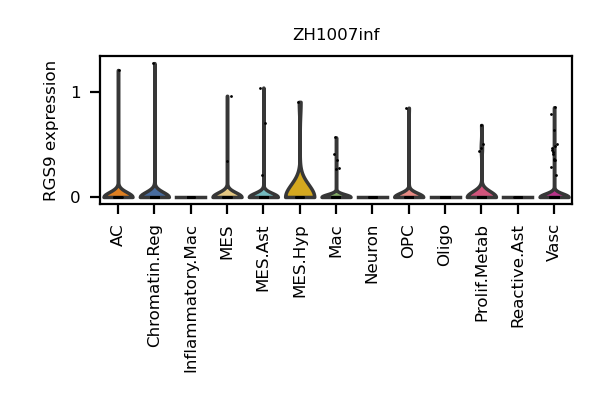 ZH1007inf
RGS9 expression
1
0
AC
Chromatin.Reg
Inflammatory.Mac
MES
MES.Ast
MES.Hyp
Mac
Neuron
OPC
Oligo
Prolif.Metab
Reactive.Ast
Vasc